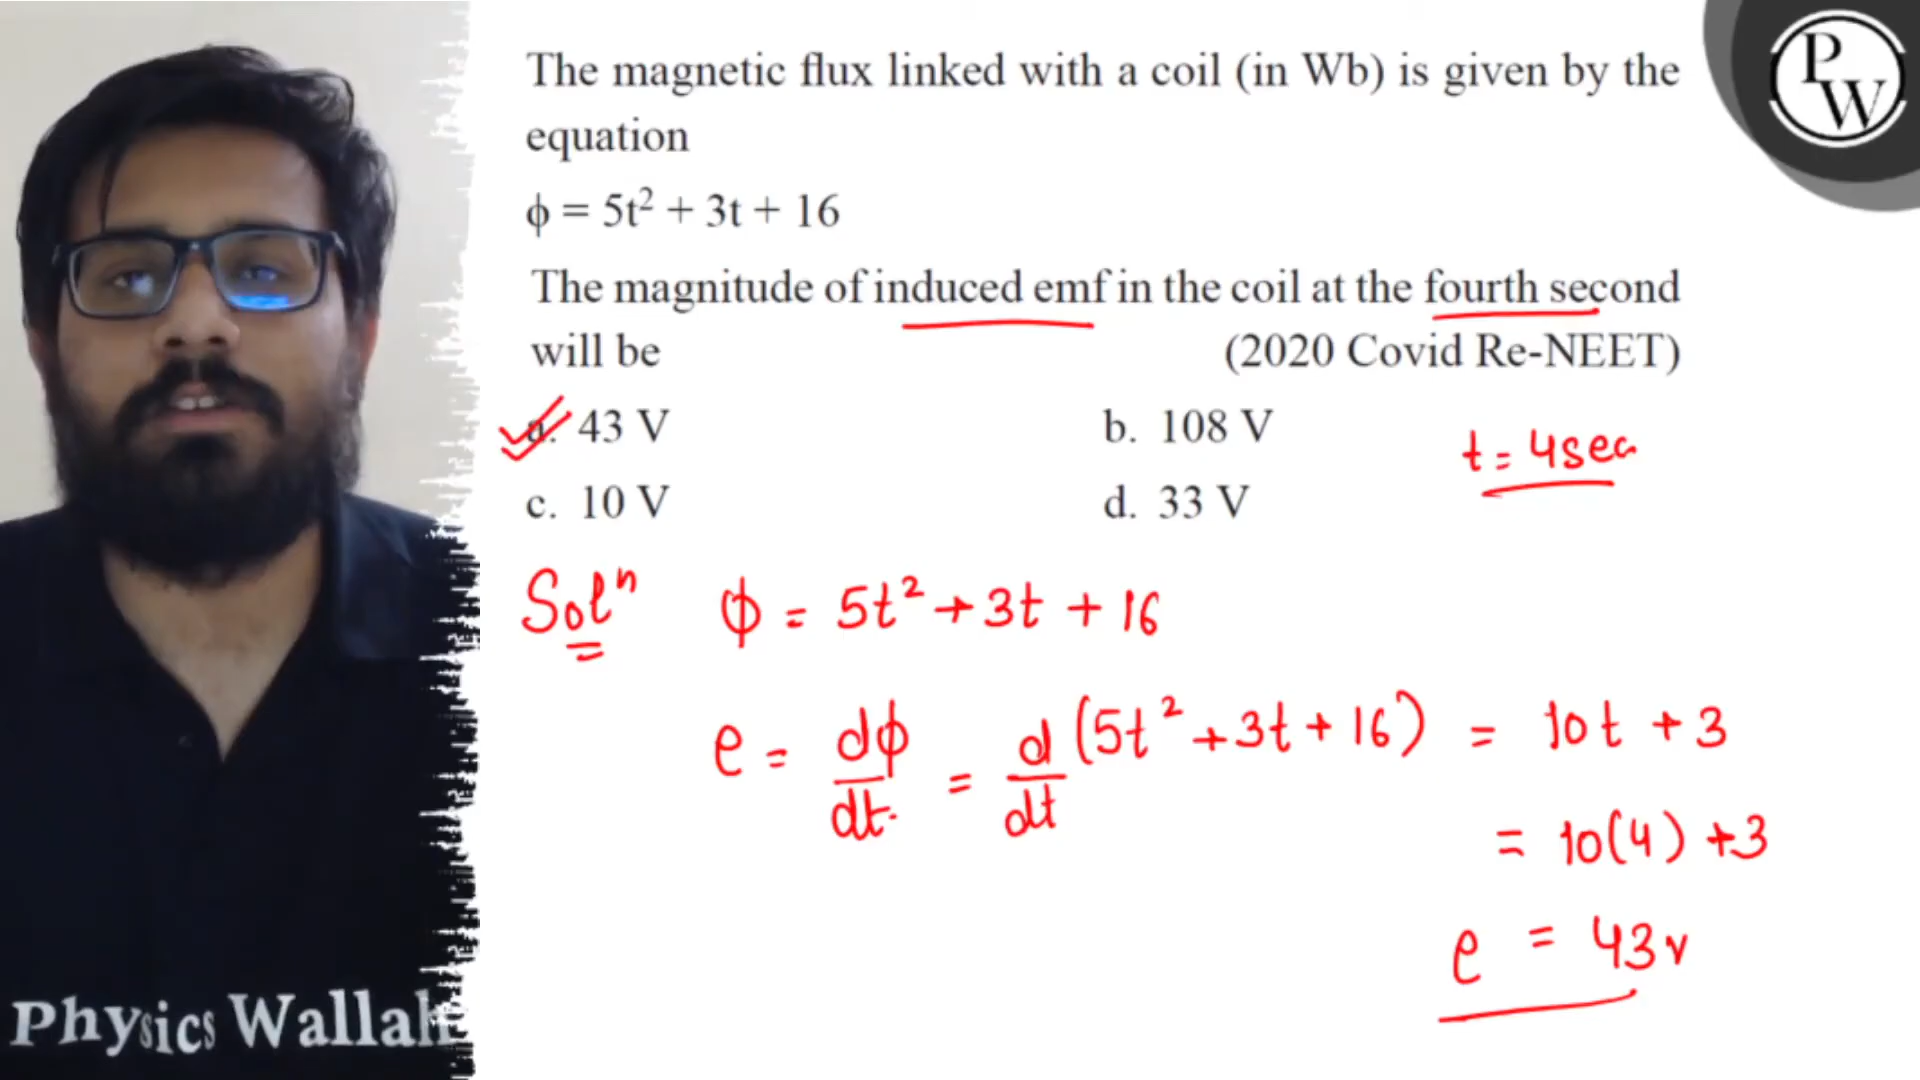 The magnetic flux linked with a coil (in Wb) is given by the
equation
ϕ = 5t² + 3t + 16
The magnitude of induced emf in the coil at the fourth second
will be (2020 Covid Re-NEET)
a. 43 V b. 108 V
c. 10 V d. 33 V
t = 4sec
Solⁿ ϕ = 5t² + 3t + 16
e = dϕ/dt = d/dt (5t² + 3t + 16) = 10t + 3
= 10(4) + 3
e = 43v
PW
Physics Wallah